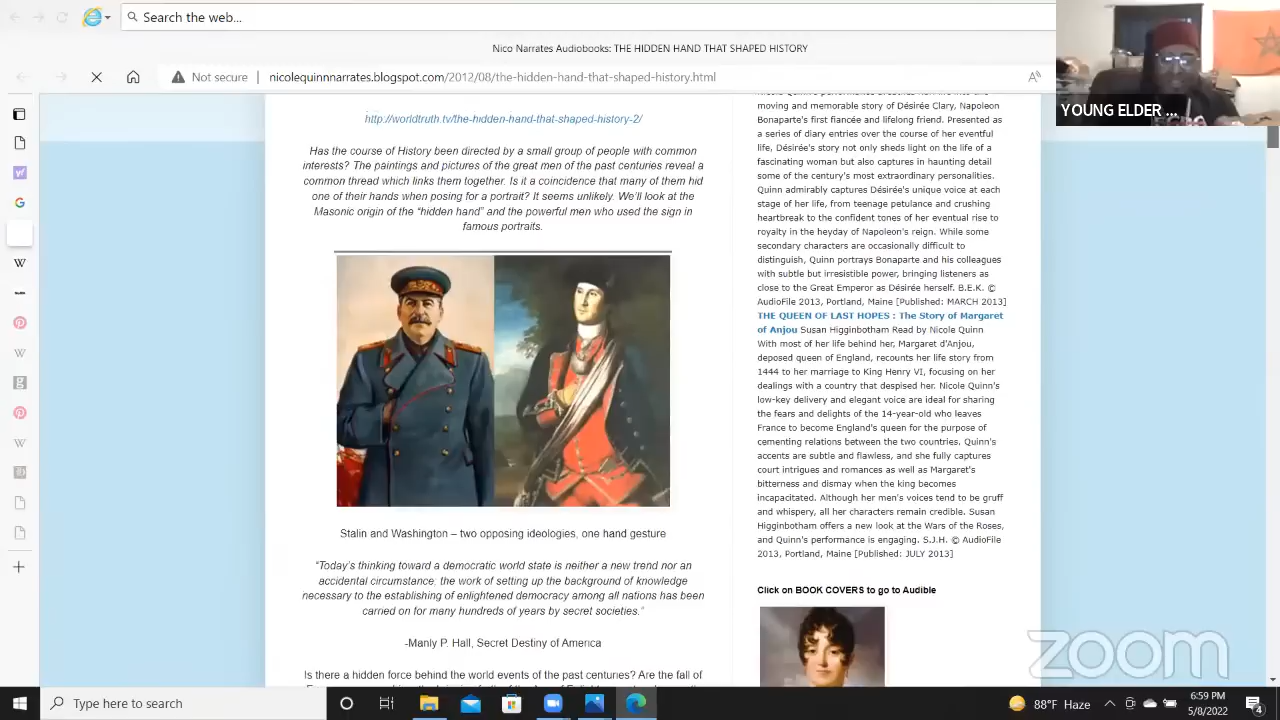 Search the web...
Nico Narrates Audiobooks: THE HIDDEN HAND THAT SHAPED HISTORY
Not secure
nicolequinnnarrates.blogspot.com/2012/08/the-hidden-hand-that-shaped-history.html
YOUNG ELDER ...
http://worldtruth.tv/the-hidden-hand-that-shaped-history-2/
Has the course of History been directed by a small group of people with common
interests? The paintings and pictures of the great men of the past centuries reveal a
common thread which links them together. Is it a coincidence that many of them hid
one of their hands when posing for a portrait? It seems unlikely. We’ll look at the
Masonic origin of the “hidden hand” and the powerful men who used the sign in
famous portraits.
Stalin and Washington – two opposing ideologies, one hand gesture
“Today’s thinking toward a democratic world state is neither a new trend nor an
accidental circumstance; the work of setting up the background of knowledge
necessary to the establishing of enlightened democracy among all nations has been
carried on for many hundreds of years by secret societies.”
-Manly P. Hall, Secret Destiny of America
Is there a hidden force behind the world events of the past centuries? Are the fall of
moving and memorable story of Désirée Clary, Napoleon
Bonaparte's first fiancée and lifelong friend. Presented as
a series of diary entries over the course of her eventful
life, Désirée's story not only sheds light on the life of a
fascinating woman but also captures in haunting detail
some of the century's most extraordinary personalities.
Quinn admirably captures Désirée's unique voice at each
stage of her life, from teenage petulance and crushing
heartbreak to the confident tones of her eventual rise to
royalty in the heyday of Napoleon's reign. While some
secondary characters are occasionally difficult to
distinguish, Quinn portrays Bonaparte and his colleagues
with subtle but irresistible power, bringing listeners as
close to the Great Emperor as Désirée herself. B.E.K. ©
AudioFile 2013, Portland, Maine [Published: MARCH 2013]
THE QUEEN OF LAST HOPES : The Story of Margaret
of Anjou Susan Higginbotham Read by Nicole Quinn
With most of her life behind her, Margaret d'Anjou,
deposed queen of England, recounts her life story from
1444 to her marriage to King Henry VI, focusing on her
dealings with a country that despised her. Nicole Quinn's
low-key delivery and elegant voice are ideal for sharing
the fears and delights of the 14-year-old who leaves
France to become England's queen for the purpose of
cementing relations between the two countries. Quinn's
accents are subtle and flawless, and she fully captures
court intrigues and romances as well as Margaret's
bitterness and dismay when the king becomes
incapacitated. Although her men's voices tend to be gruff
and whispery, all her characters remain credible. Susan
Higginbotham offers a new look at the Wars of the Roses,
and Quinn's performance is engaging. S.J.H. © AudioFile
2013, Portland, Maine [Published: JULY 2013]
Click on BOOK COVERS to go to Audible
zoom
Type here to search
88°F Haze
6:59 PM
5/8/2022
4